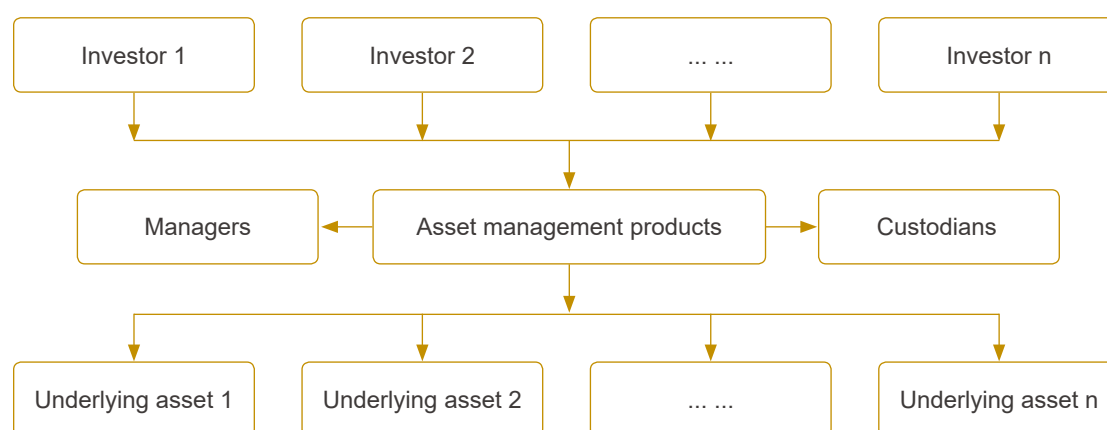 Investor 1
Investor 2
... ...
Investor n
Managers
Asset management products
Custodians
Underlying asset 1
Underlying asset 2
... ...
Underlying asset n